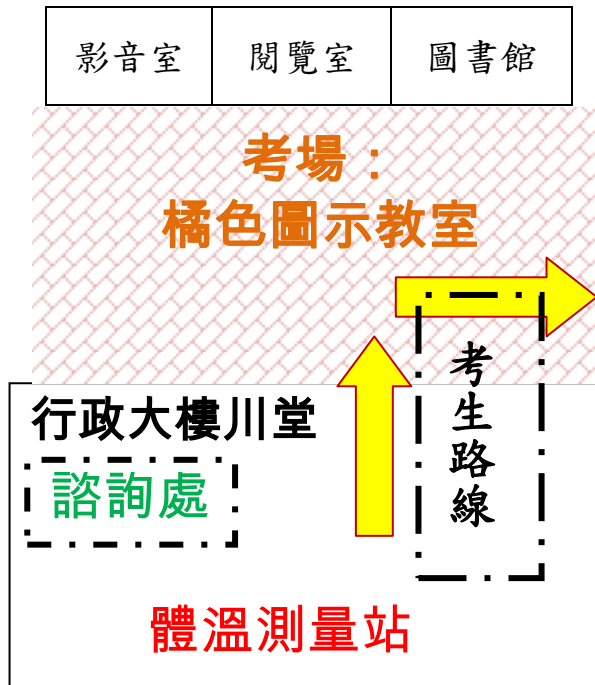 影音室 閱覽室 圖書館
考場：
橘色圖示教室
考生路線
行政大樓川堂
諮詢處
體溫測量站